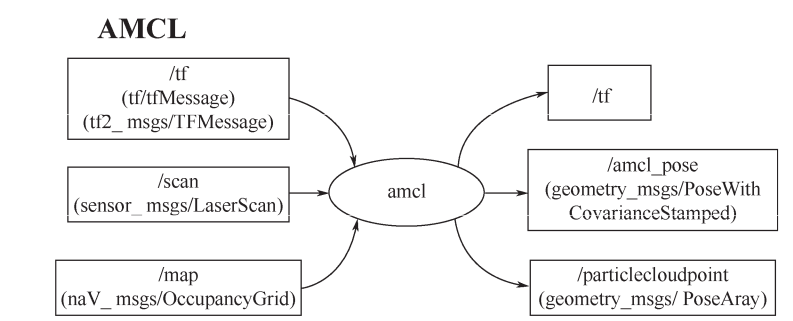 AMCL
/tf
(tf/tfMessage)
(tf2_ msgs/TFMessage)
/scan
(sensor_ msgs/LaserScan)
/map
(naV_ msgs/OccupancyGrid)
amcl
/tf
/amcl_pose
(geometry_msgs/PoseWith
CovarianceStamped)
/particlecloudpoint
(geometry_msgs/ PoseAray)